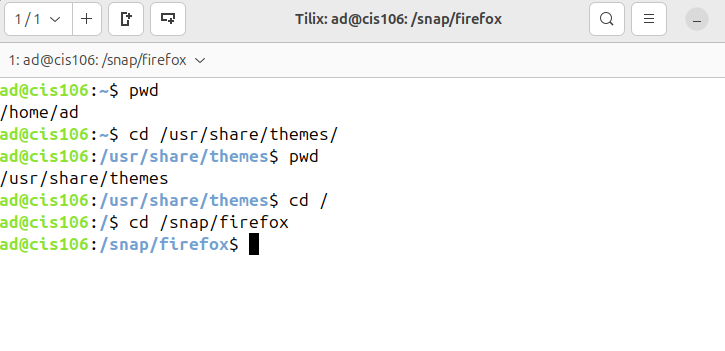 1 / 1
Tilix: ad@cis106: /snap/firefox
1: ad@cis106: /snap/firefox
ad@cis106:~$ pwd
/home/ad
ad@cis106:~$ cd /usr/share/themes/
ad@cis106:/usr/share/themes$ pwd
/usr/share/themes
ad@cis106:/usr/share/themes$ cd /
ad@cis106:/$ cd /snap/firefox
ad@cis106:/snap/firefox$